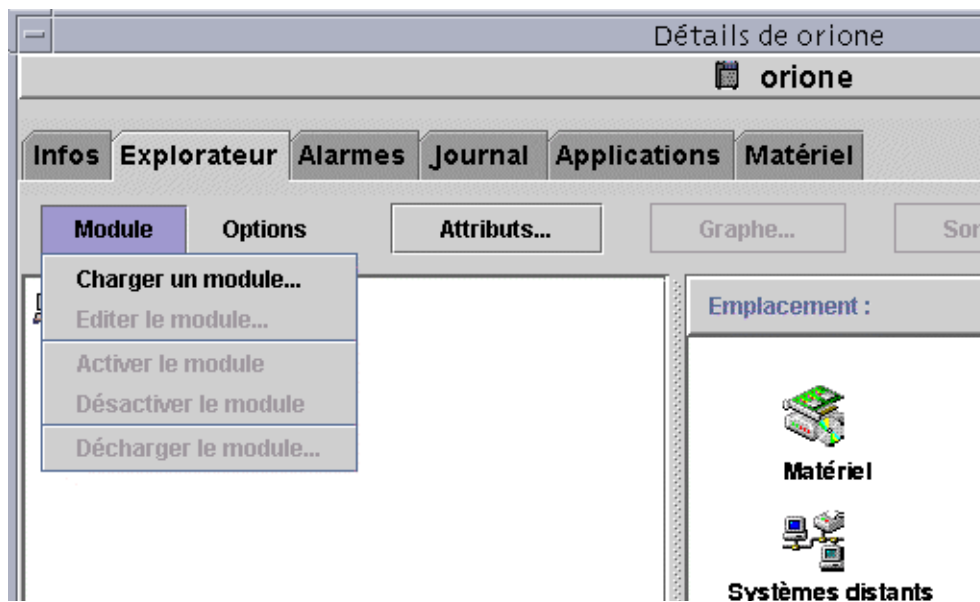 Détails de orione
orione
Infos Explorateur Alarmes Journal Applications Matériel
Module Options Attributs... Graphe...
Charger un module...
Editer le module...
Activer le module
Désactiver le module
Décharger le module...
Emplacement :
Matériel
Systèmes distants